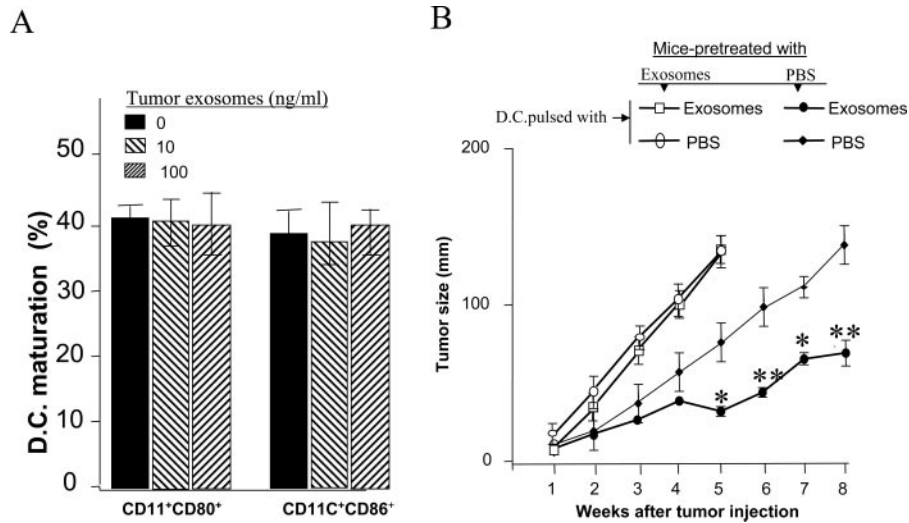 A
Tumor exosomes (ng/ml)
0
10
100
D.C. maturation (%)
50
40
30
20
10
0
CD11⁺CD80⁺
CD11C⁺CD86⁺
B
Mice-pretreated with
Exosomes PBS
D.C.pulsed with
Exosomes Exosomes
PBS PBS
Tumor size (mm)
200
100
0
* ** * **
1 2 3 4 5 6 7 8
Weeks after tumor injection